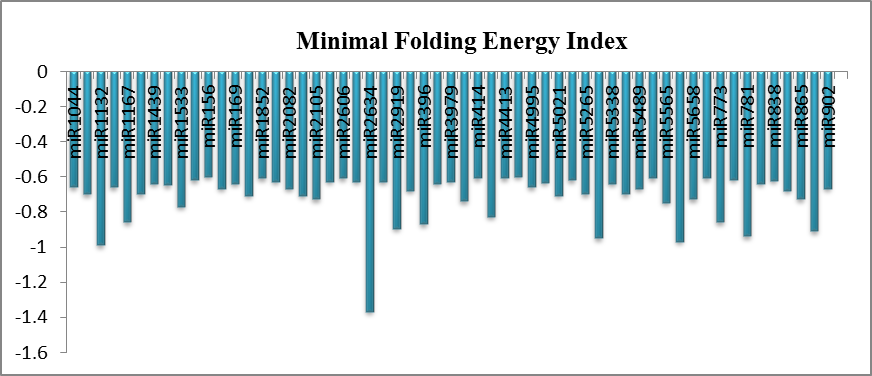 Minimal Folding Energy Index
0
-0.2
-0.4
-0.6
-0.8
-1
-1.2
-1.4
-1.6
miR1044
miR1132
miR1167
miR1439
miR1533
miR156
miR169
miR1852
miR2082
miR2105
miR2606
miR2634
miR2919
miR396
miR3979
miR414
miR4413
miR4995
miR5021
miR5265
miR5338
miR5489
miR5565
miR5658
miR773
miR781
miR838
miR865
miR902